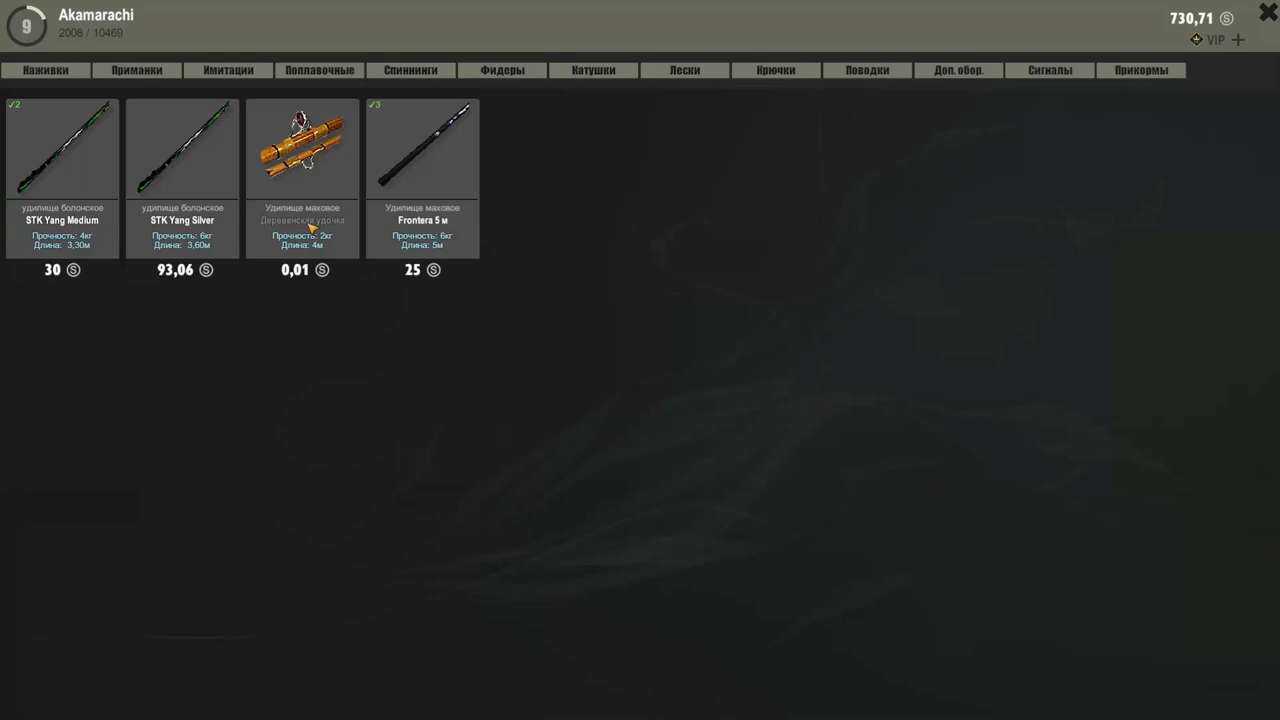 9
Akamarachi
2008 / 10469
730,71 S
VIP +
Наживки Приманки Имитации Поплавочные Спиннинги Фидеры Катушки Лески Крючки Поводки Доп. обор. Сигналы Прикормы
✓2
удилище болонское
STK Yang Medium
Прочность: 4кг
Длина: 3,30м
30 S
удилище болонское
STK Yang Silver
Прочность: 6кг
Длина: 3,60м
93,06 S
Удилище маховое
Деревенская удочка
Прочность: 2кг
Длина: 4м
0,01 S
✓3
Удилище маховое
Frontera 5 м
Прочность: 6кг
Длина: 5м
25 S